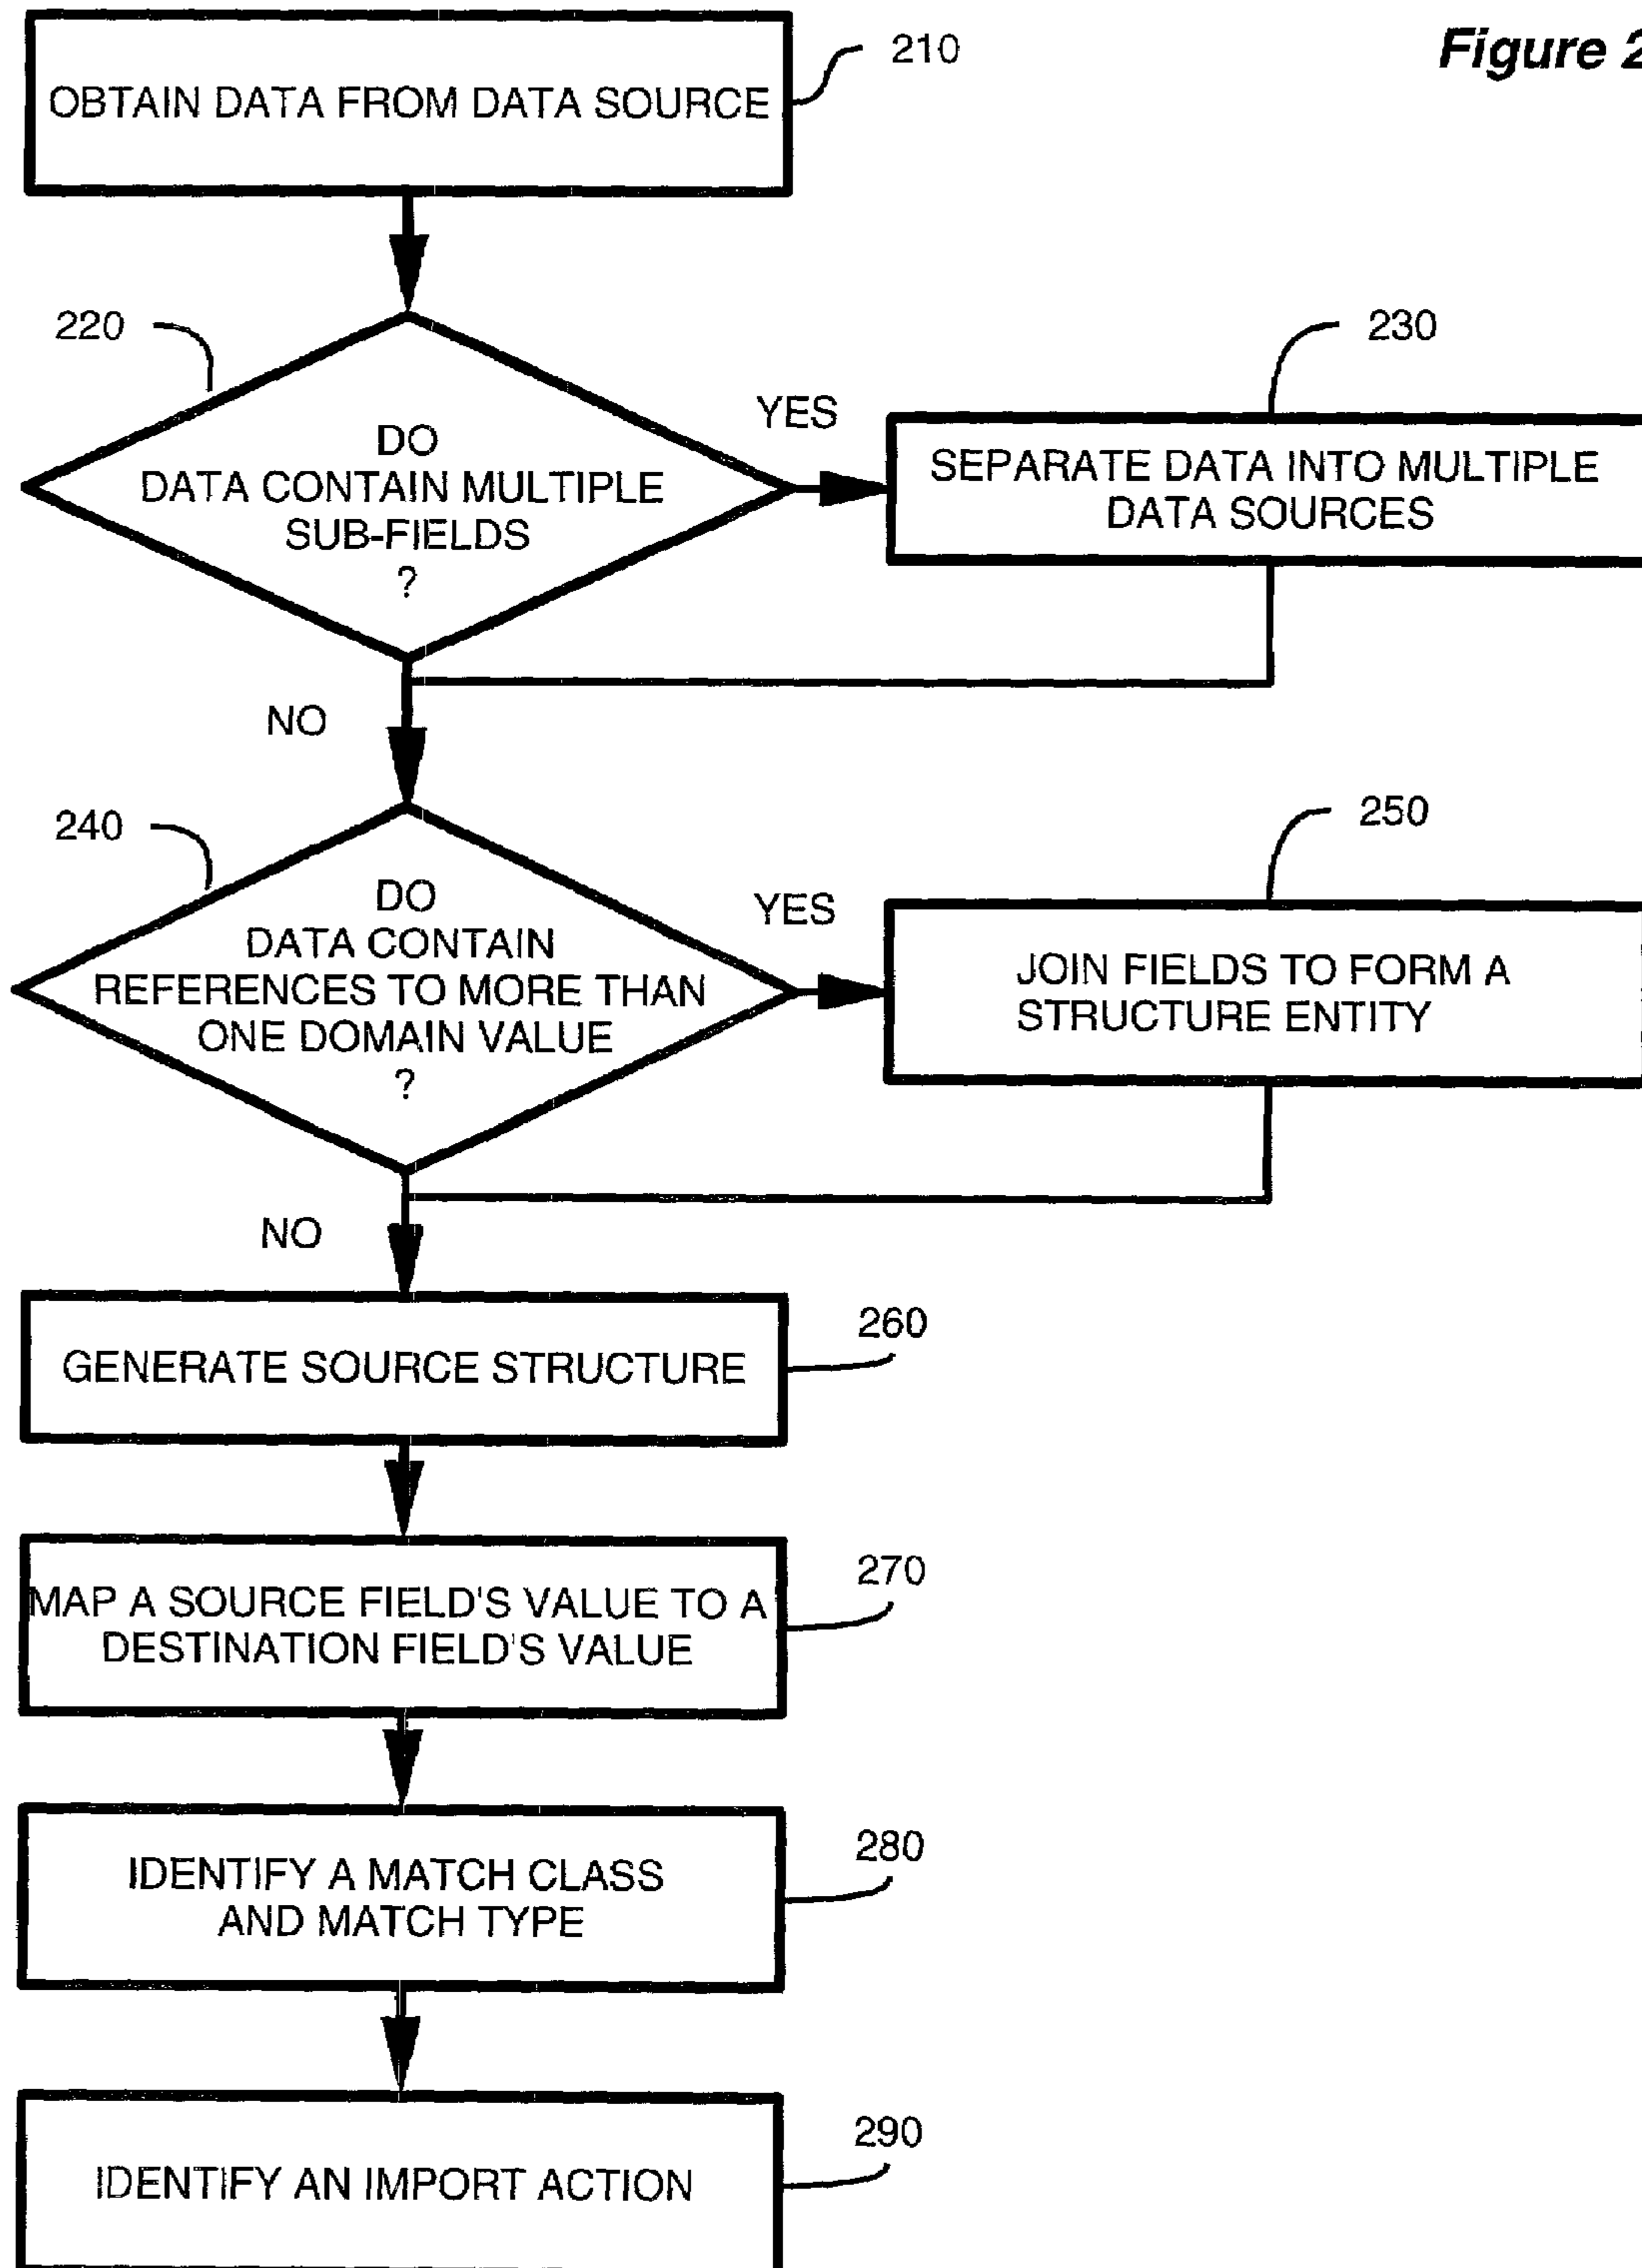 Figure 2
210
OBTAIN DATA FROM DATA SOURCE
220
DO
DATA CONTAIN MULTIPLE
SUB-FIELDS
?
YES
230
SEPARATE DATA INTO MULTIPLE
DATA SOURCES
NO
240
DO
DATA CONTAIN
REFERENCES TO MORE THAN
ONE DOMAIN VALUE
?
YES
250
JOIN FIELDS TO FORM A
STRUCTURE ENTITY
NO
260
GENERATE SOURCE STRUCTURE
270
MAP A SOURCE FIELD'S VALUE TO A
DESTINATION FIELD'S VALUE
280
IDENTIFY A MATCH CLASS
AND MATCH TYPE
290
IDENTIFY AN IMPORT ACTION